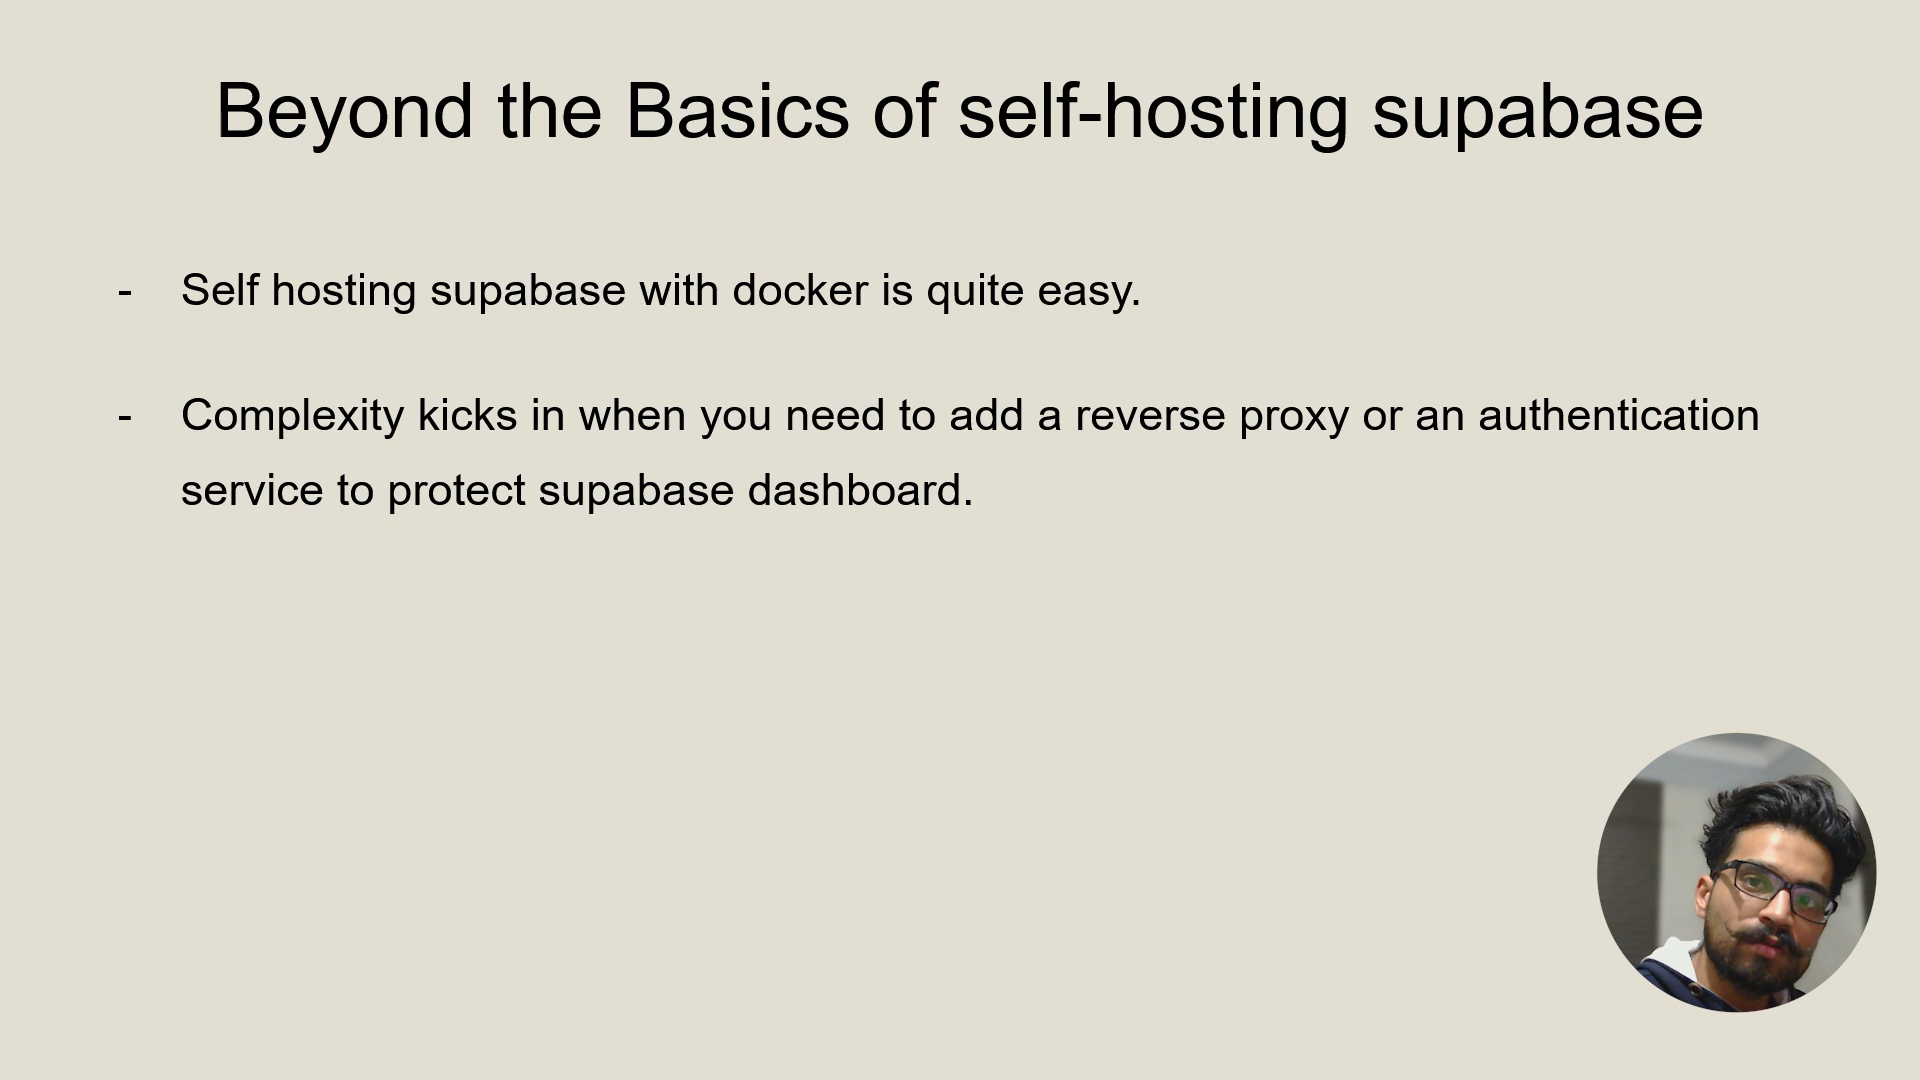 Beyond the Basics of self-hosting supabase
- Self hosting supabase with docker is quite easy.
- Complexity kicks in when you need to add a reverse proxy or an authentication
service to protect supabase dashboard.